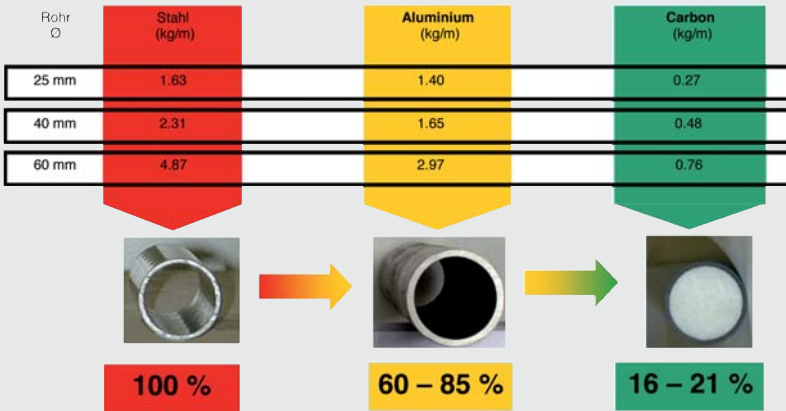 Rohr Stahl Aluminium Carbon
Ø (kg/m) (kg/m) (kg/m)
25 mm 1.63 1.40 0.27
40 mm 2.31 1.65 0.48
60 mm 4.87 2.97 0.76
100 % 60 – 85 % 16 – 21 %